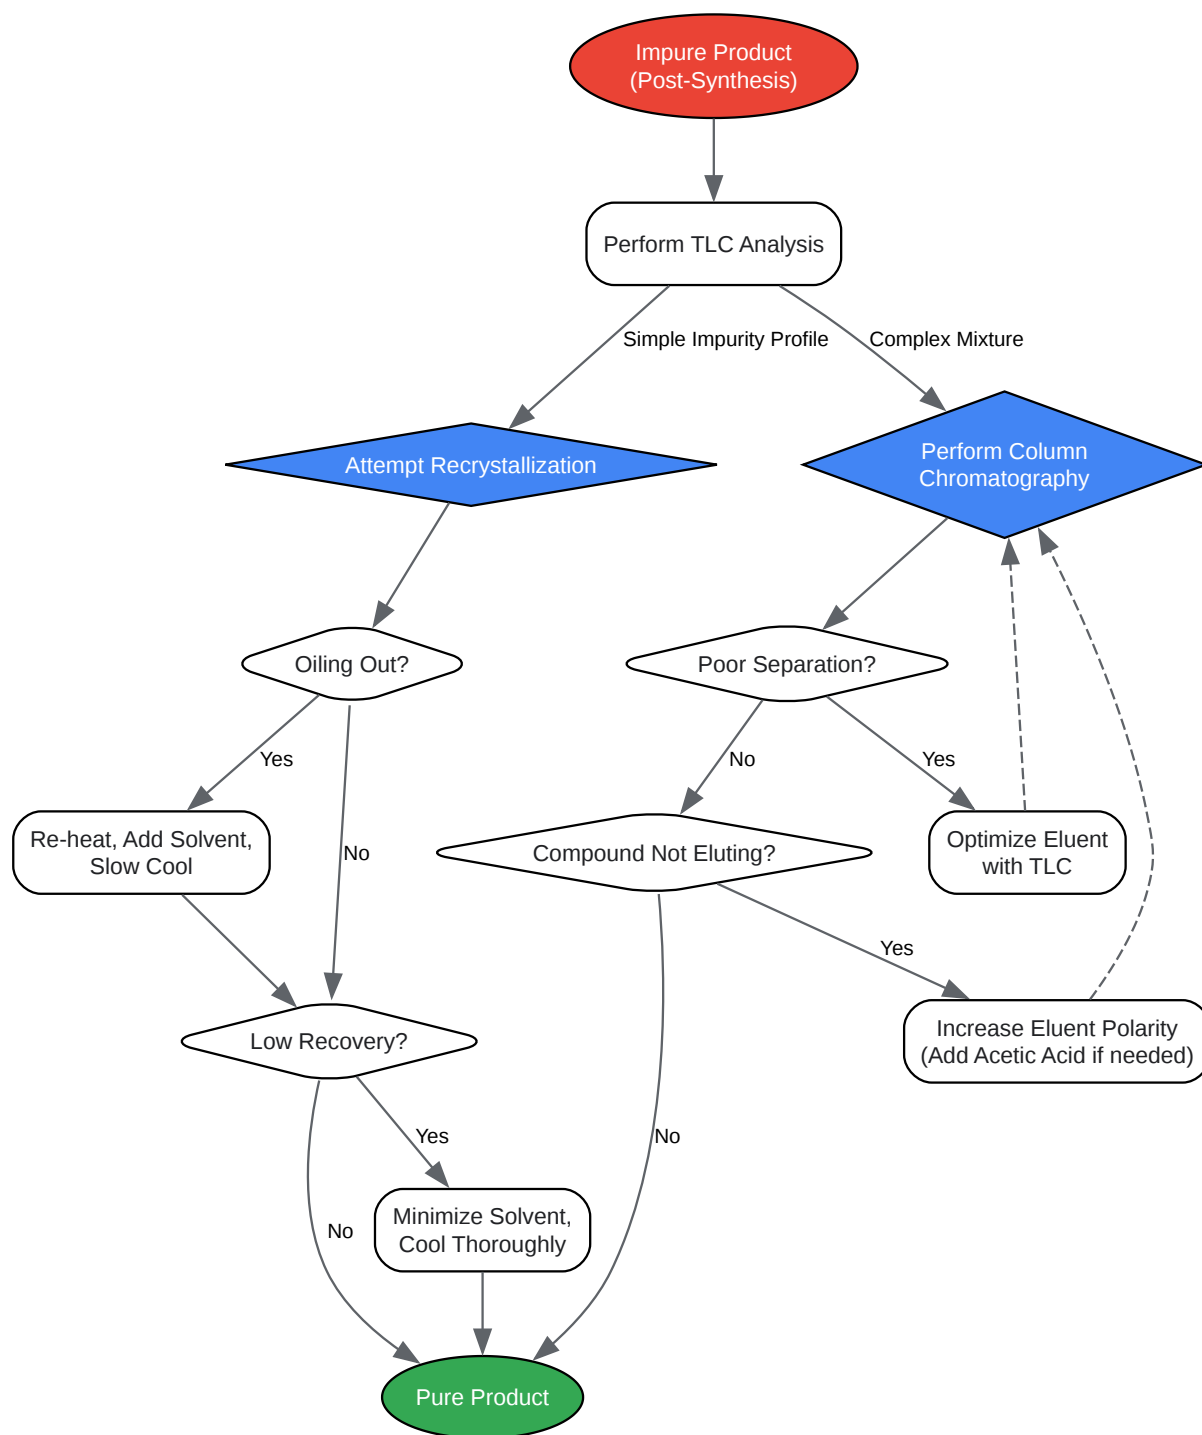 Impure Product
(Post-Synthesis)
Perform TLC Analysis
Simple Impurity Profile
Complex Mixture
Attempt Recrystallization
Perform Column
Chromatography
Oiling Out?
Poor Separation?
Yes
No
Yes
Re-heat, Add Solvent,
Slow Cool
No
Compound Not Eluting?
Optimize Eluent
with TLC
Yes
Low Recovery?
Increase Eluent Polarity
(Add Acetic Acid if needed)
Yes
No
No
Minimize Solvent,
Cool Thoroughly
Pure Product